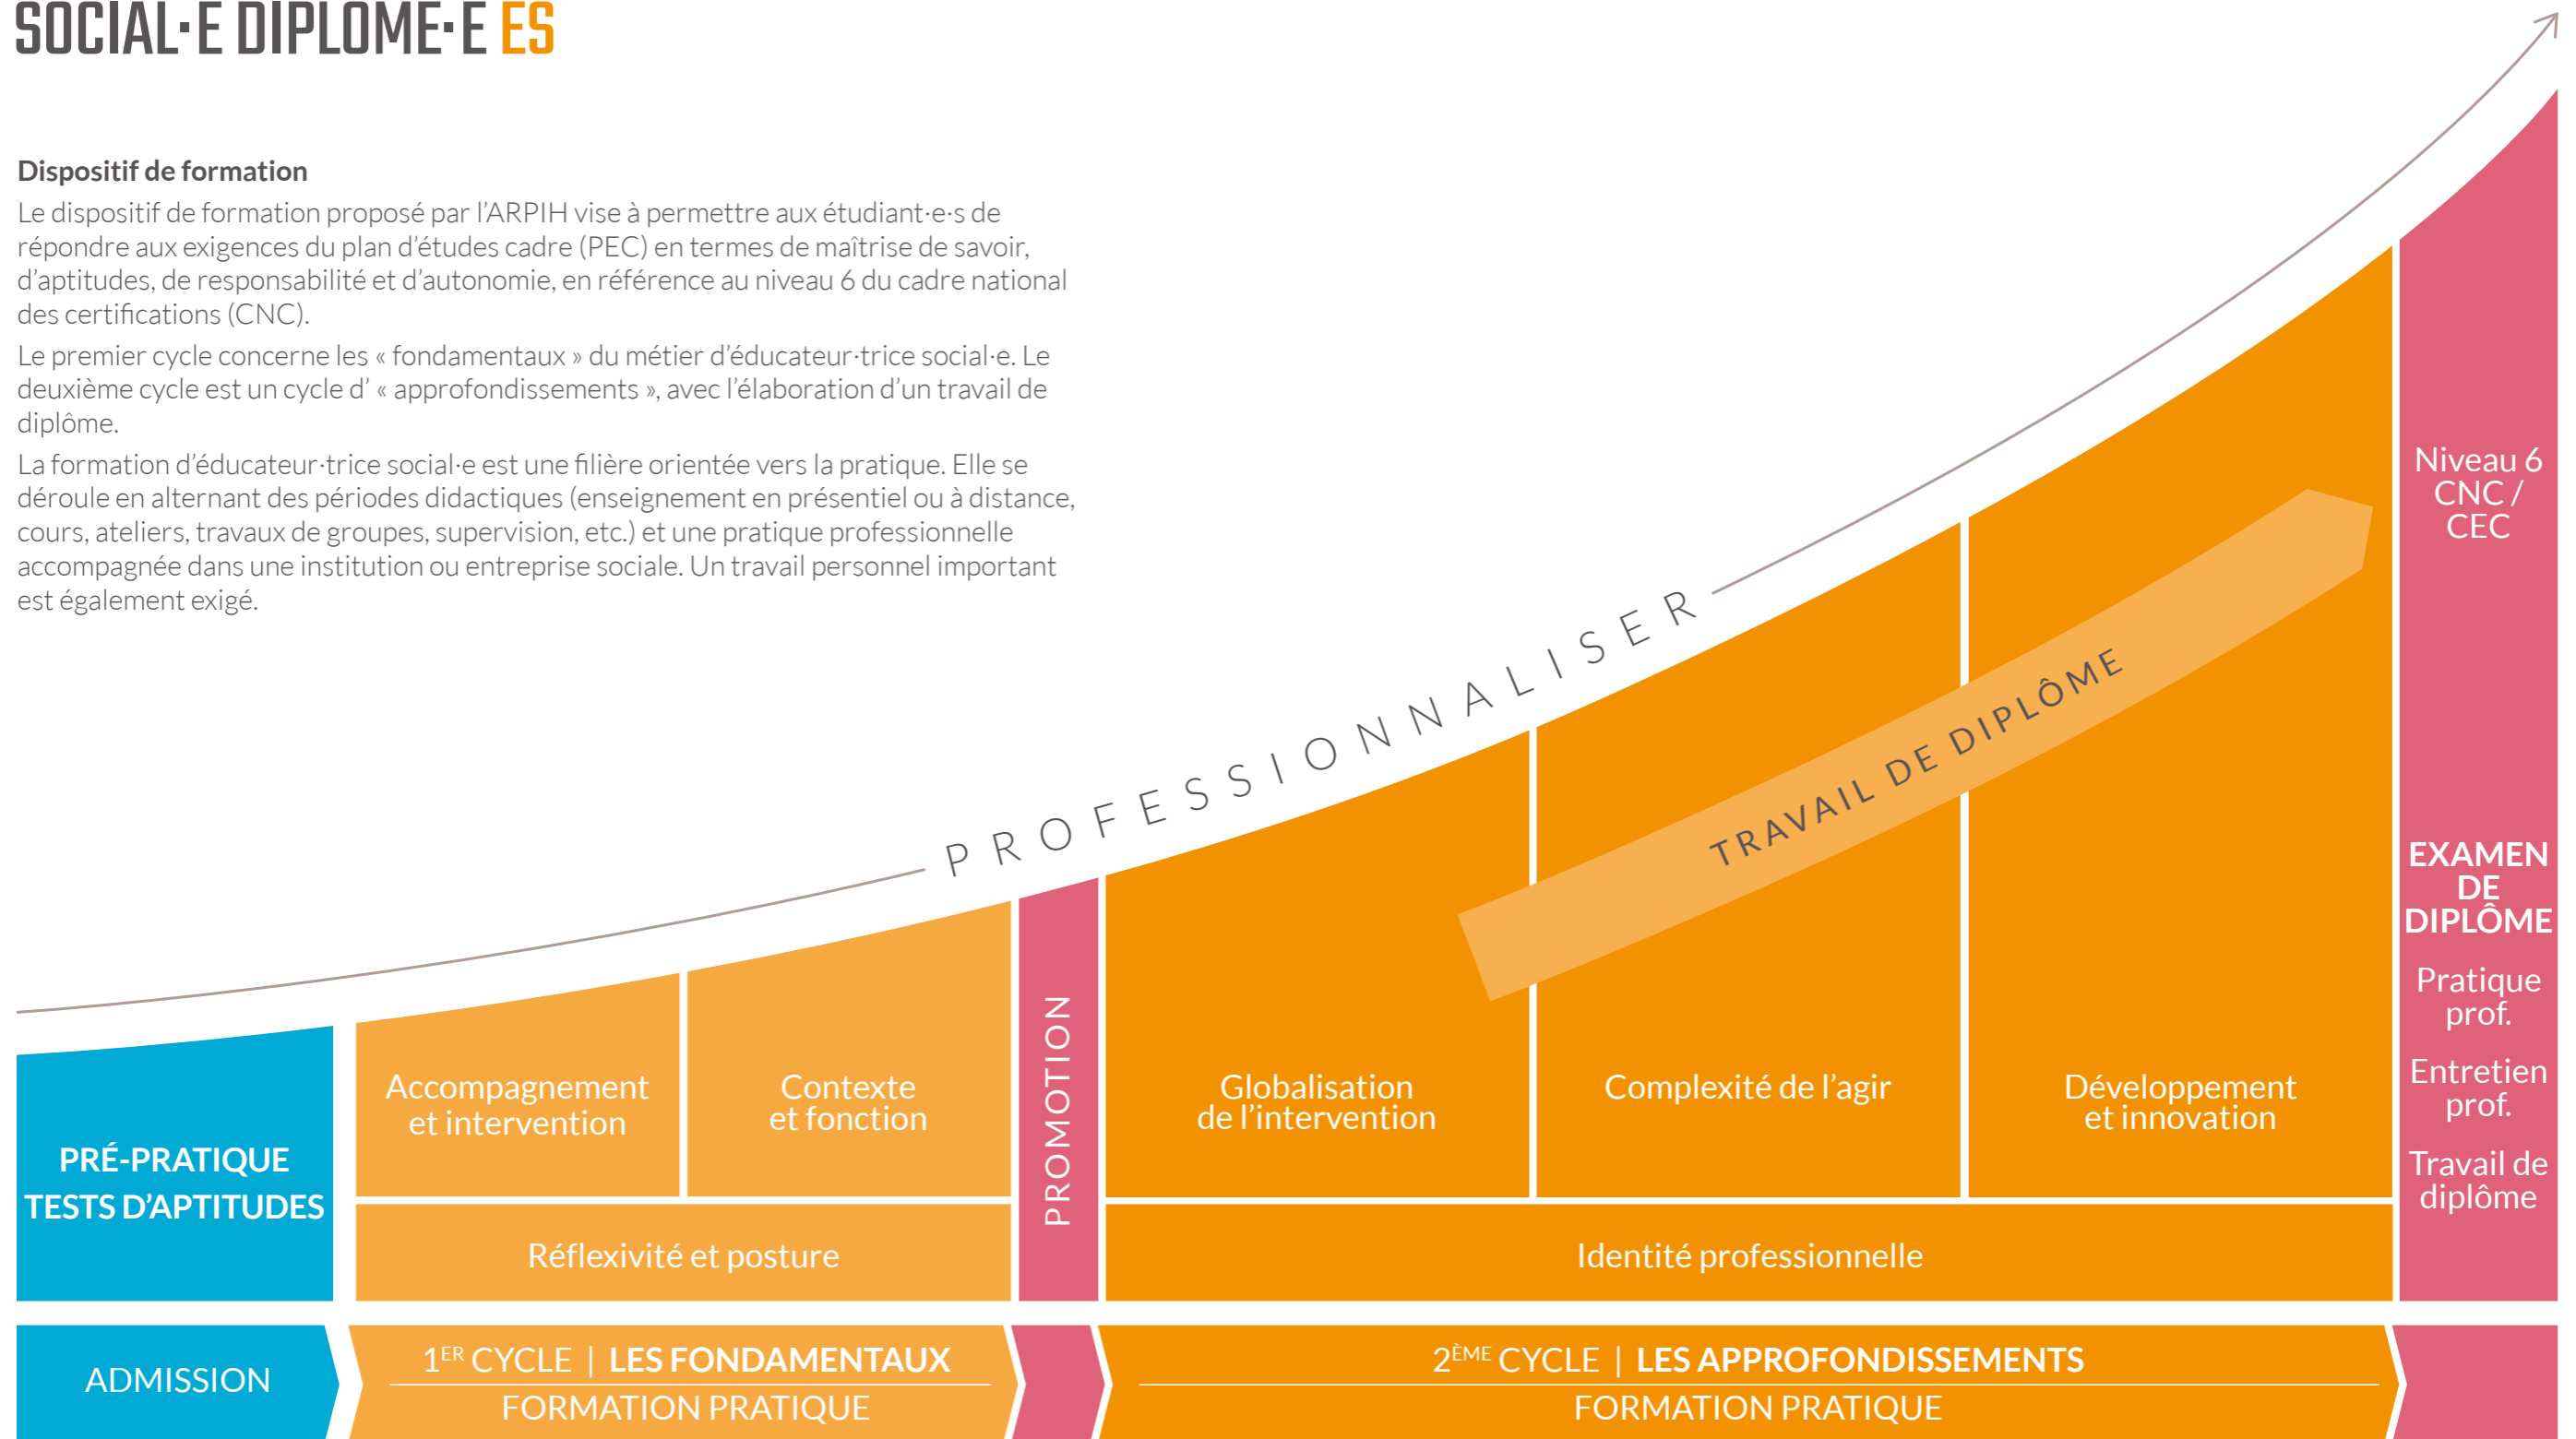 SOCIAL·E DIPLÔMÉ·E ES
Dispositif de formation
Le dispositif de formation proposé par l’ARPIH vise à permettre aux étudiant·e·s de
répondre aux exigences du plan d’études cadre (PEC) en termes de maîtrise de savoir,
d’aptitudes, de responsabilité et d’autonomie, en référence au niveau 6 du cadre national
des certifications (CNC).
Le premier cycle concerne les « fondamentaux » du métier d’éducateur·trice social·e. Le
deuxième cycle est un cycle d’ « approfondissements », avec l’élaboration d’un travail de
diplôme.
La formation d’éducateur·trice social·e est une filière orientée vers la pratique. Elle se
déroule en alternant des périodes didactiques (enseignement en présentiel ou à distance,
cours, ateliers, travaux de groupes, supervision, etc.) et une pratique professionnelle
accompagnée dans une institution ou entreprise sociale. Un travail personnel important
est également exigé.
PROFESSIONNALISER
TRAVAIL DE DIPLÔME
PRÉ-PRATIQUE
TESTS D’APTITUDES
Accompagnement
et intervention
Contexte
et fonction
Réflexivité et posture
PROMOTION
Globalisation
de l’intervention
Complexité de l’agir
Développement
et innovation
Identité professionnelle
Niveau 6
CNC /
CEC
EXAMEN
DE
DIPLÔME
Pratique
prof.
Entretien
prof.
Travail de
diplôme
ADMISSION
1ER CYCLE | LES FONDAMENTAUX
FORMATION PRATIQUE
2ÈME CYCLE | LES APPROFONDISSEMENTS
FORMATION PRATIQUE